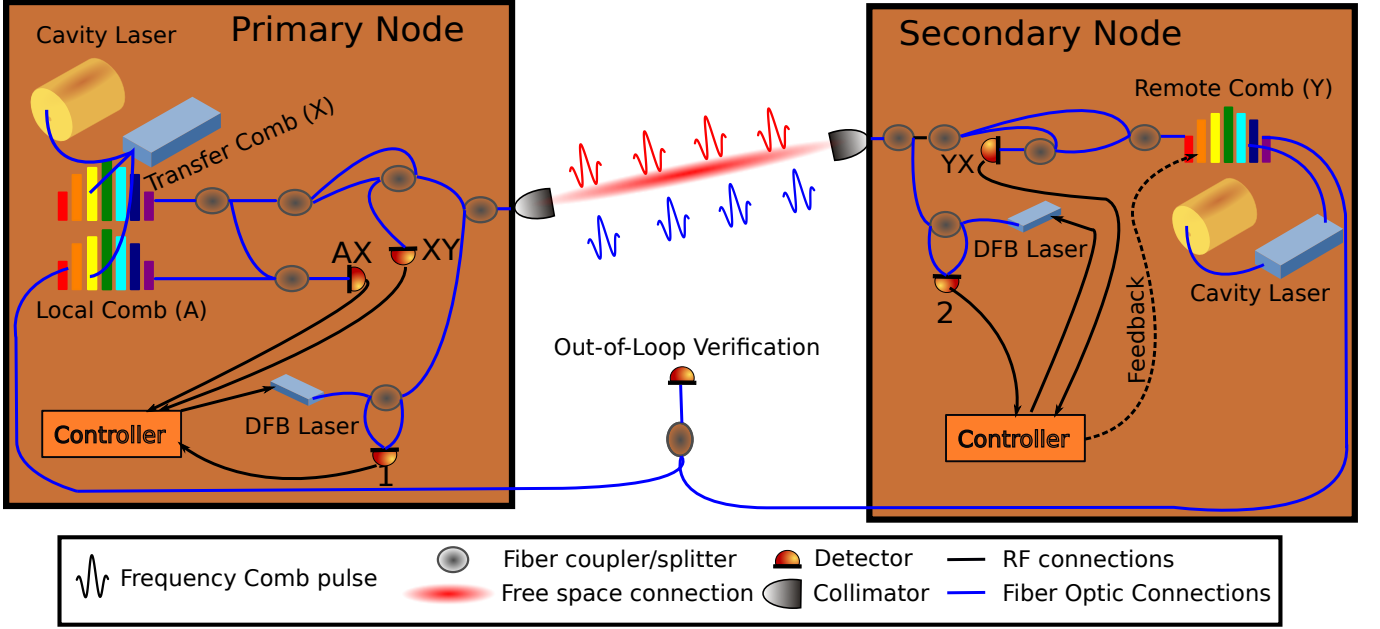 Primary Node
Cavity Laser
Transfer Comb (X)
AX
XY
Local Comb (A)
DFB Laser
Controller
1
Out-of-Loop Verification
Secondary Node
Remote Comb (Y)
YX
DFB Laser
2
Cavity Laser
Feedback
Controller
Frequency Comb pulse
Fiber coupler/splitter
Detector
RF connections
Free space connection
Collimator
Fiber Optic Connections